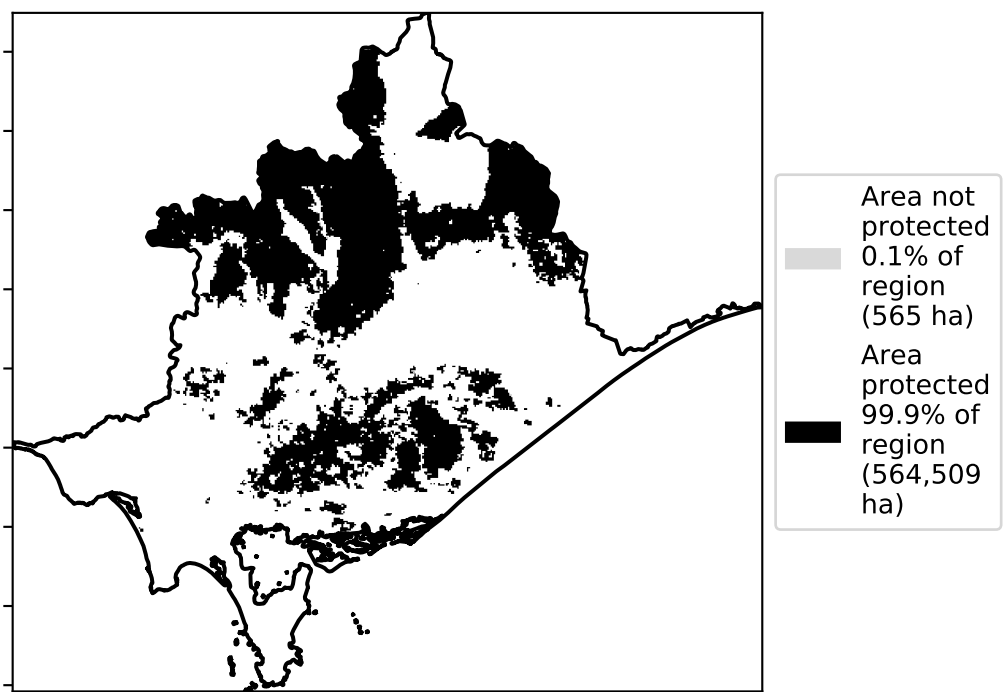 Area not
protected
0.1% of
region
(565 ha)
Area
protected
99.9% of
region
(564,509
ha)